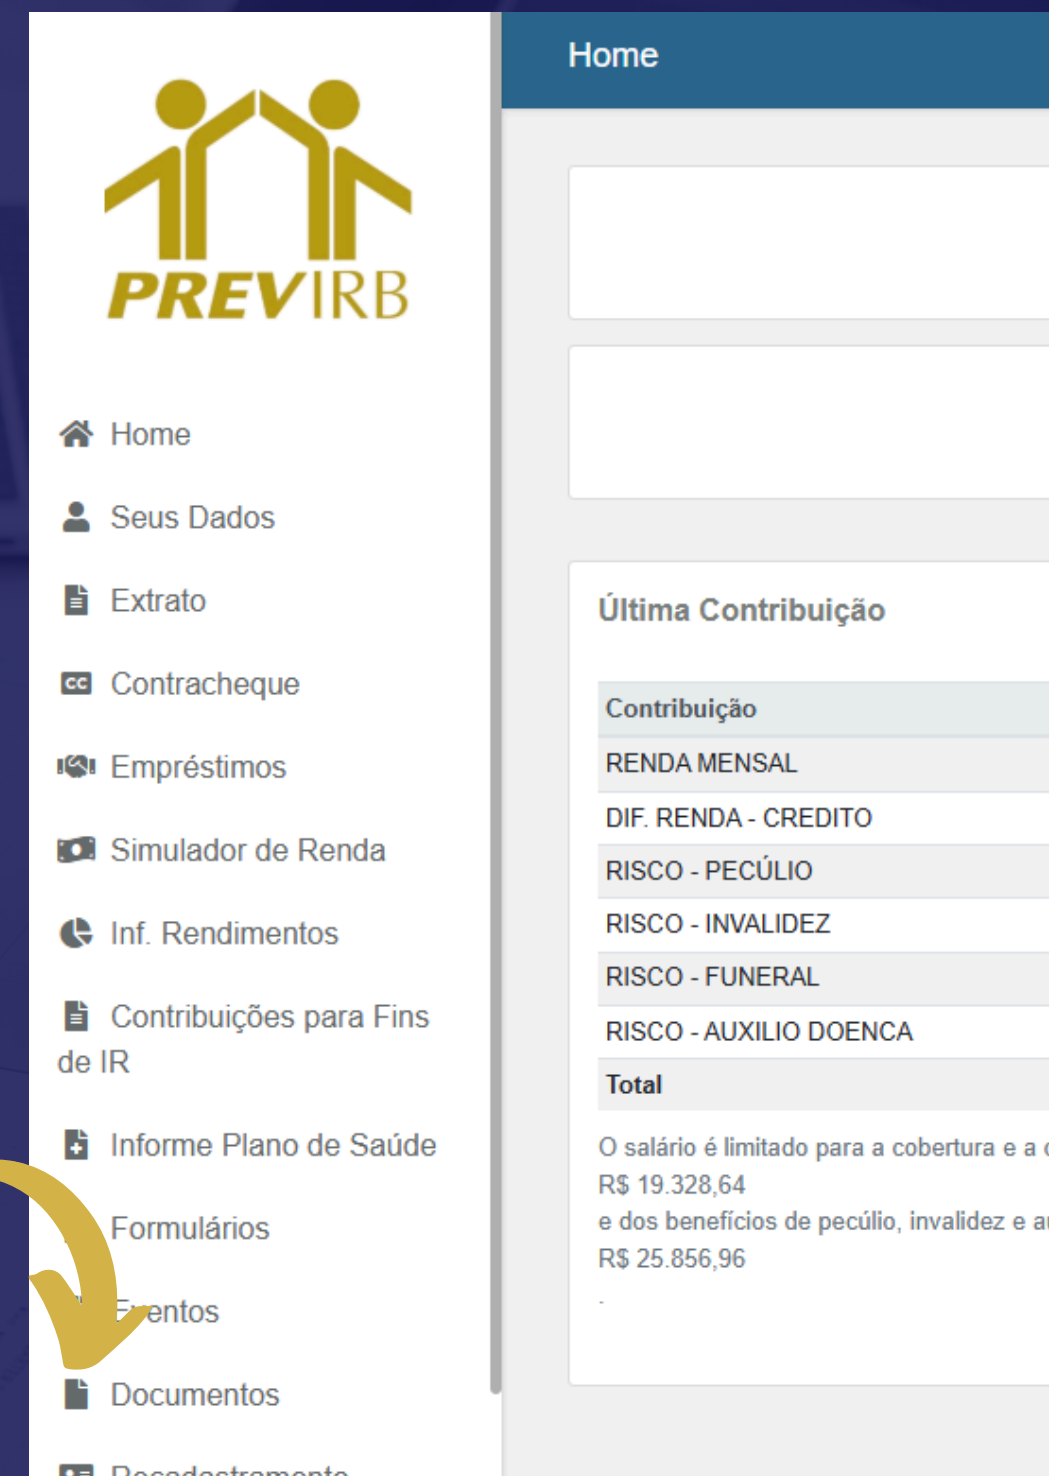 PREVIRB
Home
Seus Dados
Extrato
CC Contracheque
Empréstimos
Simulador de Renda
Inf. Rendimentos
Contribuições para Fins
de IR
Informe Plano de Saúde
Formulários
Eventos
Documentos
Recadastramento
Home
Última Contribuição
Contribuição
RENDA MENSAL
DIF. RENDA - CREDITO
RISCO - PECÚLIO
RISCO - INVALIDEZ
RISCO - FUNERAL
RISCO - AUXILIO DOENCA
Total
O salário é limitado para a cobertura e a
R$ 19.328,64
e dos benefícios de pecúlio, invalidez e
R$ 25.856,96
.